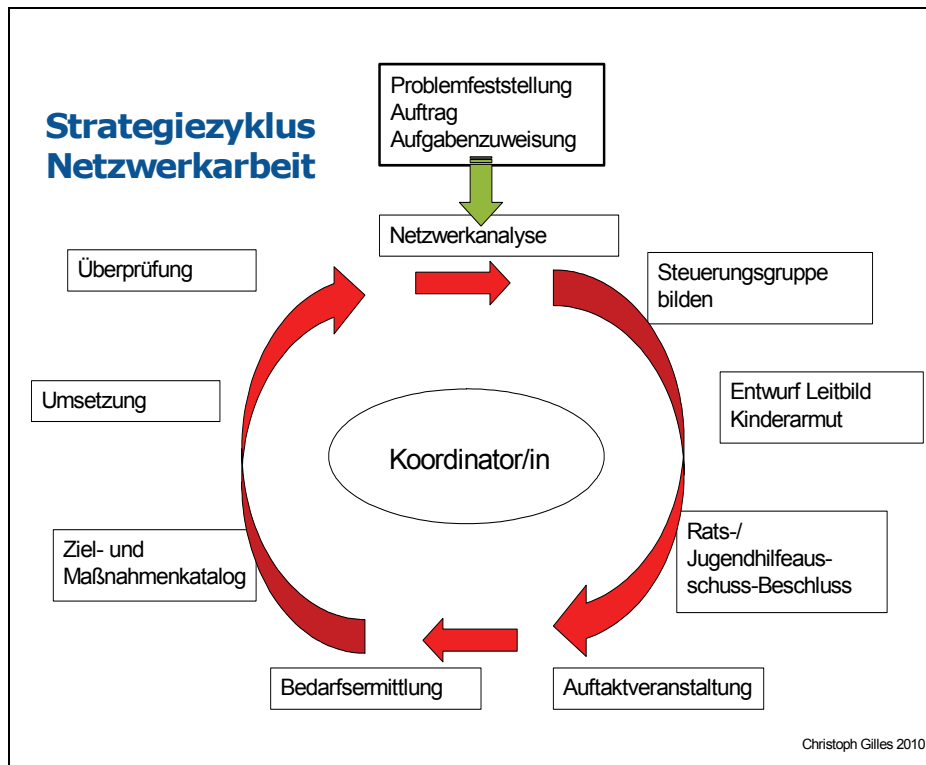 Strategiezyklus
Netzwerkarbeit
Problemfeststellung
Auftrag
Aufgabenzuweisung
Netzwerkanalyse
Steuerungsgruppe
bilden
Entwurf Leitbild
Kinderarmut
Rats-/
Jugendhilfeaus-
schuss-Beschluss
Auftaktveranstaltung
Bedarfsermittlung
Ziel- und
Maßnahmenkatalog
Umsetzung
Überprüfung
Koordinator/in
Christoph Gilles 2010